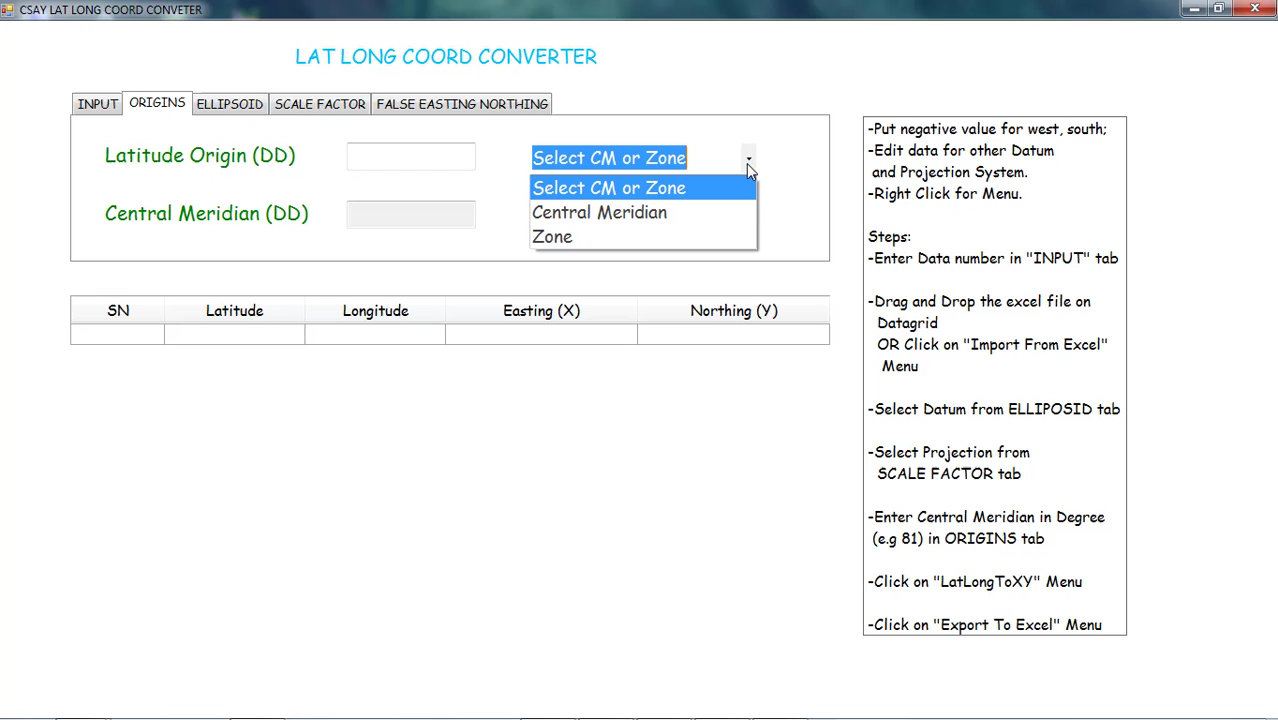 CSAY LAT LONG COORD CONVETER
LAT LONG COORD CONVERTER
INPUT ORIGINS ELLIPSOID SCALE FACTOR FALSE EASTING NORTHING
Latitude Origin (DD)
Select CM or Zone
Select CM or Zone
Central Meridian
Zone
Central Meridian (DD)
SN Latitude Longitude Easting (X) Northing (Y)
-Put negative value for west, south;
-Edit data for other Datum
and Projection System.
-Right Click for Menu.
Steps:
-Enter Data number in "INPUT" tab
-Drag and Drop the excel file on
Datagrid
OR Click on "Import From Excel"
Menu
-Select Datum from ELLIPOSID tab
-Select Projection from
SCALE FACTOR tab
-Enter Central Meridian in Degree
(e.g 81) in ORIGINS tab
-Click on "LatLongToXY" Menu
-Click on "Export To Excel" Menu